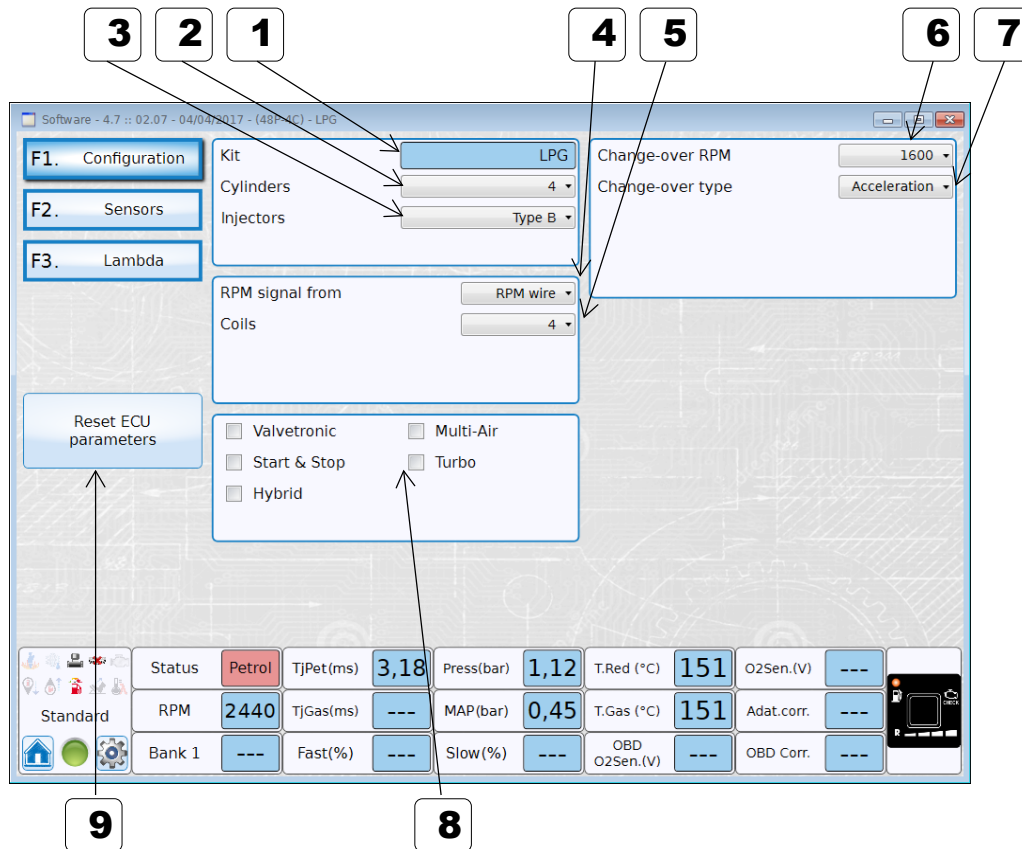 3 2 1 4 5 6 7
Software - 4.7 :: 02.07 - 04/04/2017 - (48P-4C) - LPG
F1. Configuration
F2. Sensors
F3. Lambda
Reset ECU
parameters
Kit LPG
Cylinders 4
Injectors Type B
RPM signal from RPM wire
Coils 4
Valvetronic Multi-Air
Start & Stop Turbo
Hybrid
Change-over RPM 1600
Change-over type Acceleration
Standard
Status Petrol TjPet(ms) 3,18 Press(bar) 1,12 T.Red (°C) 151 O2Sen.(V) ---
RPM 2440 TjGas(ms) --- MAP(bar) 0,45 T.Gas (°C) 151 Adat.corr. ---
Bank 1 --- Fast(%) --- Slow(%) --- OBD
O2Sen.(V) --- OBD Corr. ---
CHECK
R
9 8